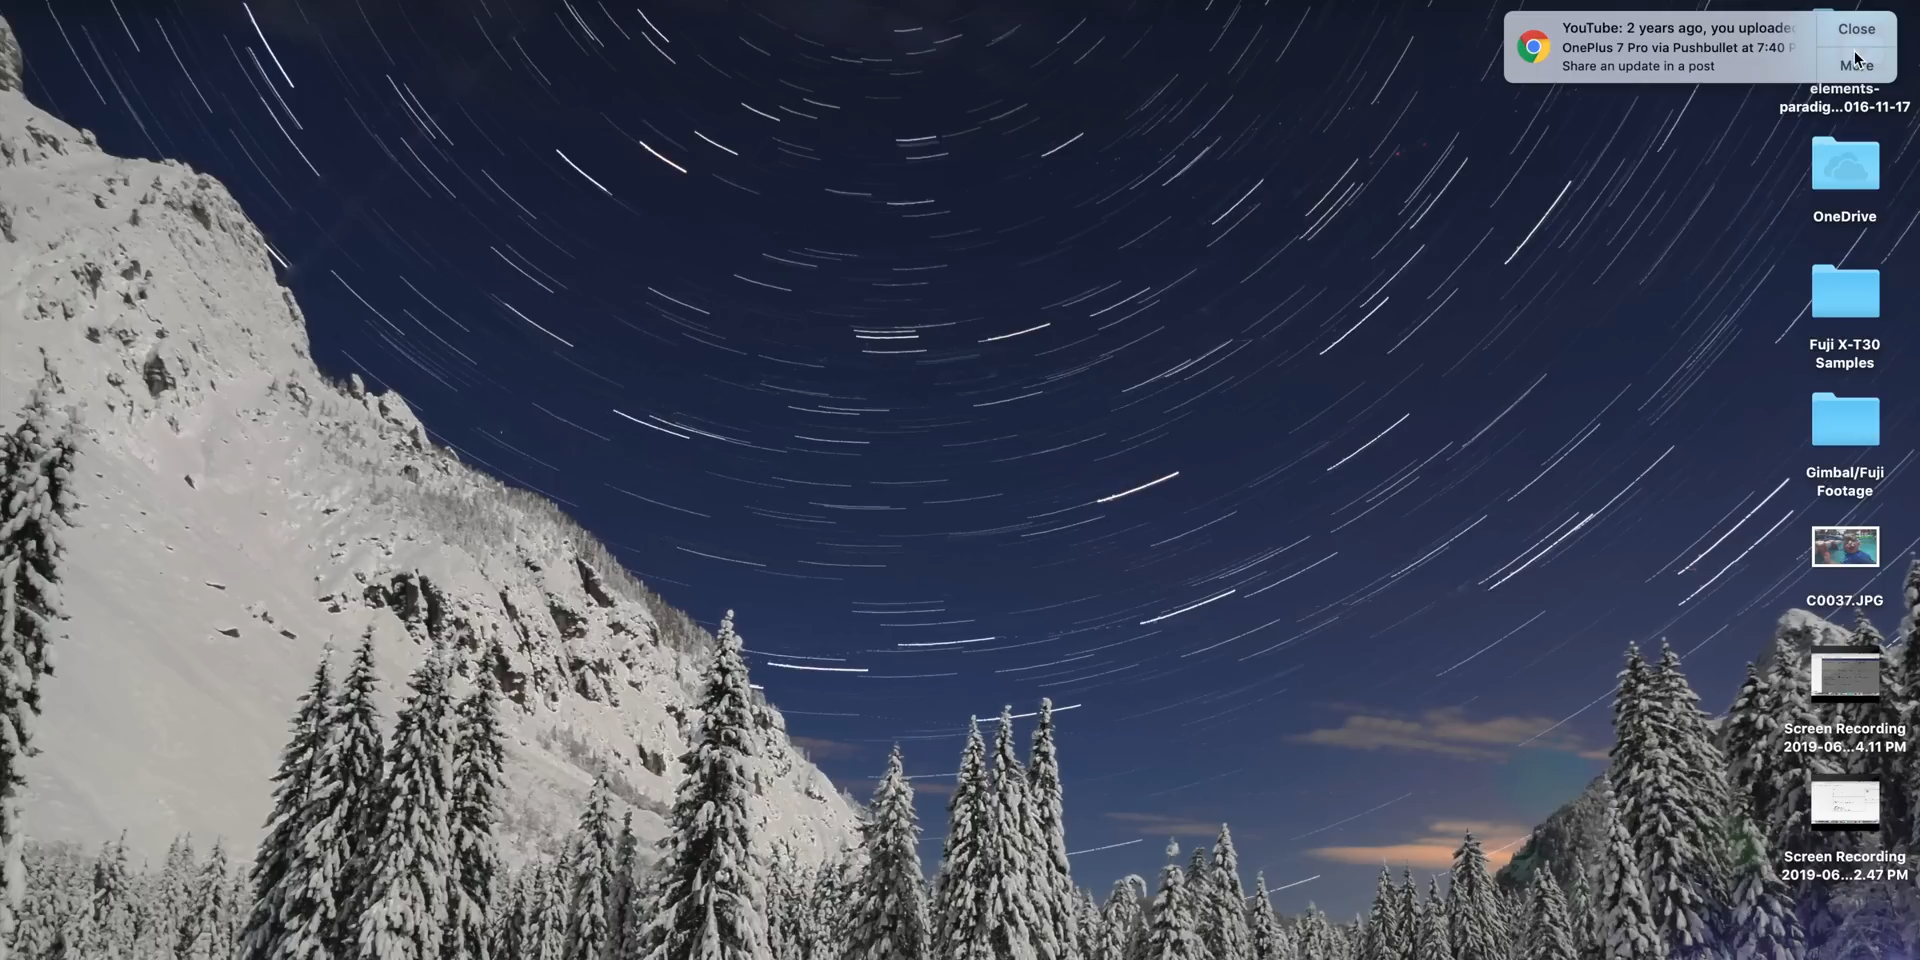 YouTube: 2 years ago, you uploaded
OnePlus 7 Pro via Pushbullet at 7:40 P
Share an update in a post
Close
More
elements-
paradig...016-11-17
OneDrive
Fuji X-T30
Samples
Gimbal/Fuji
Footage
C0037.JPG
Screen Recording
2019-06...4.11 PM
Screen Recording
2019-06...2.47 PM